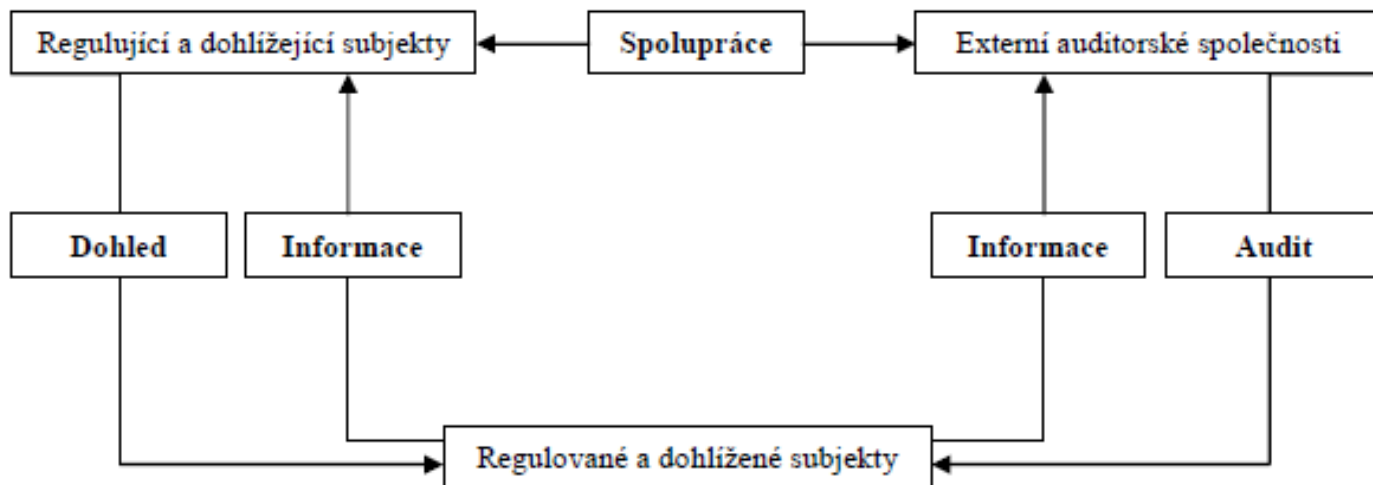 Regulující a dohlížející subjekty
Spolupráce
Externí auditorské společnosti
Dohled
Informace
Informace
Audit
Regulované a dohlížené subjekty